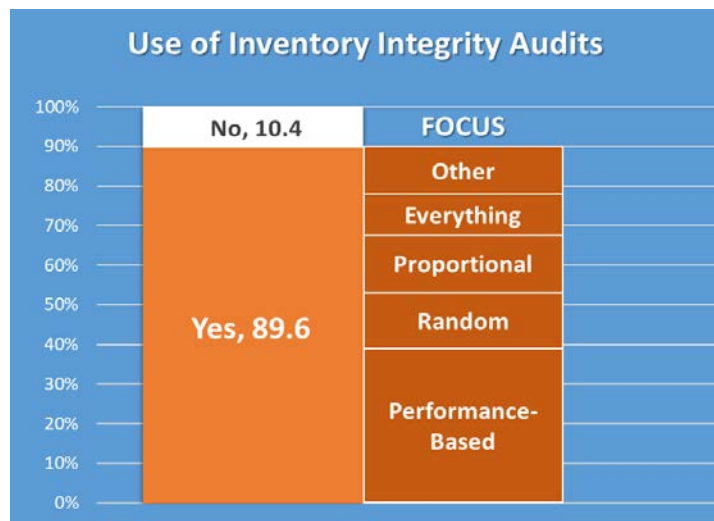 Use of Inventory Integrity Audits
100%
90%
80%
70%
60%
50%
40%
30%
20%
10%
0%
No, 10.4
Yes, 89.6
FOCUS
Other
Everything
Proportional
Random
Performance-
Based